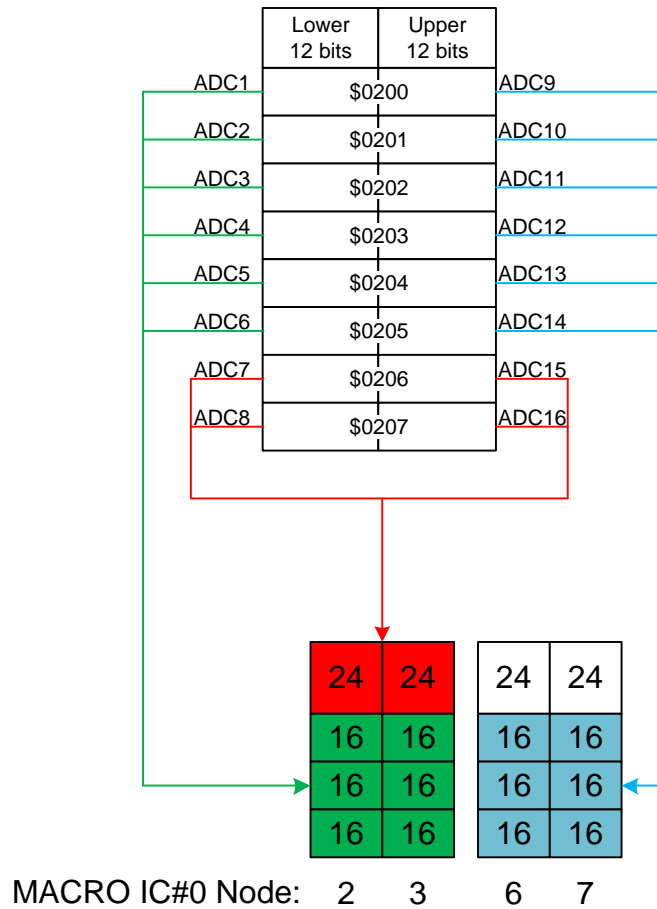 Lower 12 bits
Upper 12 bits
ADC1 $0200 ADC9
ADC2 $0201 ADC10
ADC3 $0202 ADC11
ADC4 $0203 ADC12
ADC5 $0204 ADC13
ADC6 $0205 ADC14
ADC7 $0206 ADC15
ADC8 $0207 ADC16
24 24 24 24
16 16 16 16
16 16 16 16
16 16 16 16
MACRO IC#0 Node: 2 3 6 7